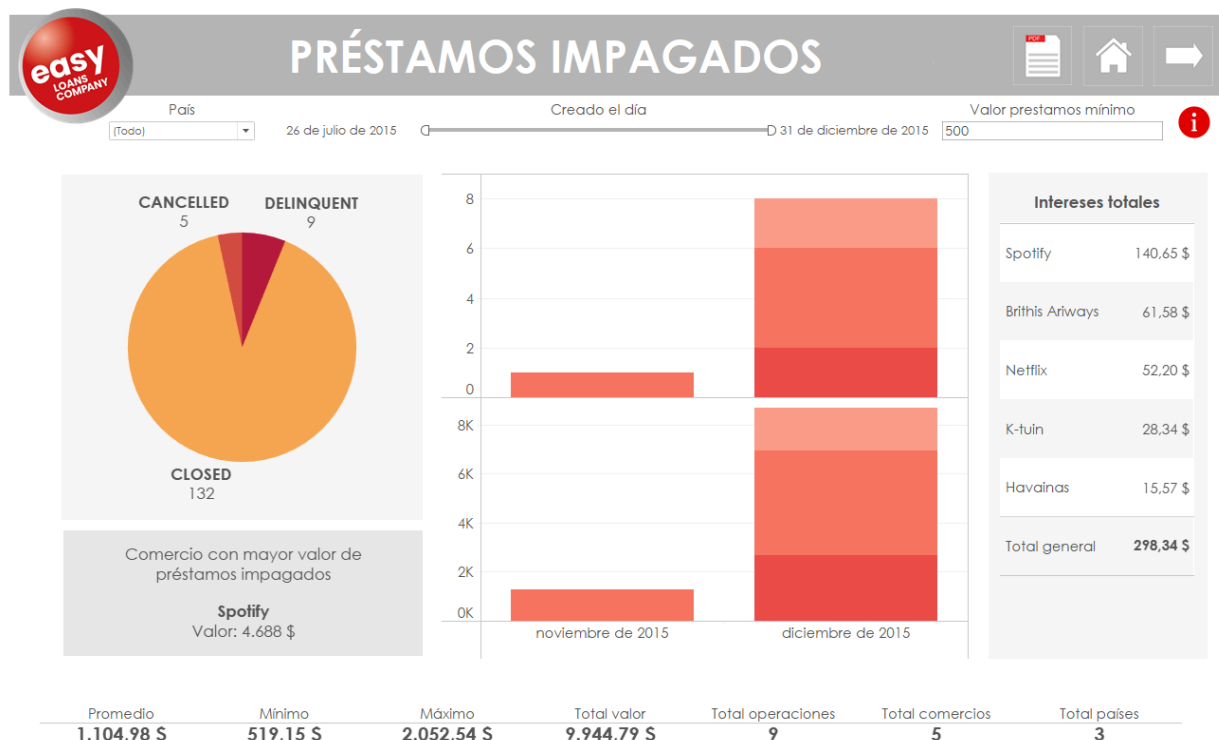 easy
LOANS
COMPANY
PRÉSTAMOS IMPAGADOS
PDF
País
(Todo)
Creado el día
26 de julio de 2015
31 de diciembre de 2015
Valor prestamos mínimo
500
i
CANCELLED
5
DELINQUENT
9
CLOSED
132
Comercio con mayor valor de
préstamos impagados
Spotify
Valor: 4.688 $
8
6
4
2
0
8K
6K
4K
2K
0K
noviembre de 2015
diciembre de 2015
Intereses totales
Spotify 140,65 $
Brithis Ariways 61,58 $
Netflix 52,20 $
K-tuin 28,34 $
Havainas 15,57 $
Total general 298,34 $
Promedio Mínimo Máximo Total valor Total operaciones Total comercios Total países
1.104,98 $ 519,15 $ 2.052,54 $ 9.944,79 $ 9 5 3